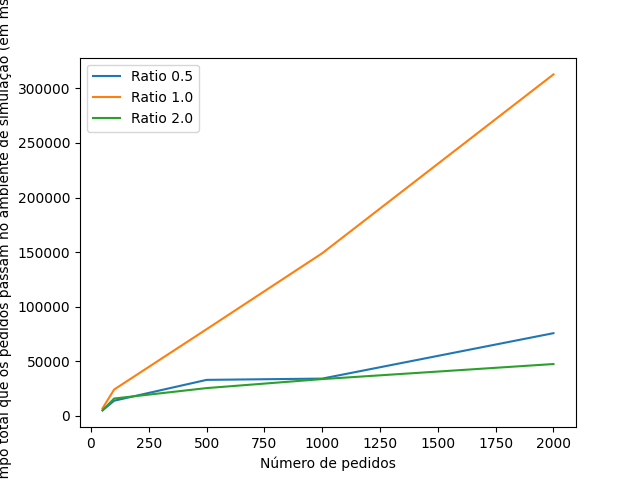 Ratio 0.5
Ratio 1.0
Ratio 2.0
300000
250000
200000
150000
100000
50000
0
0 250 500 750 1000 1250 1500 1750 2000
Número de pedidos
mpo total que os pedidos passam no ambiente de simulação (em ms